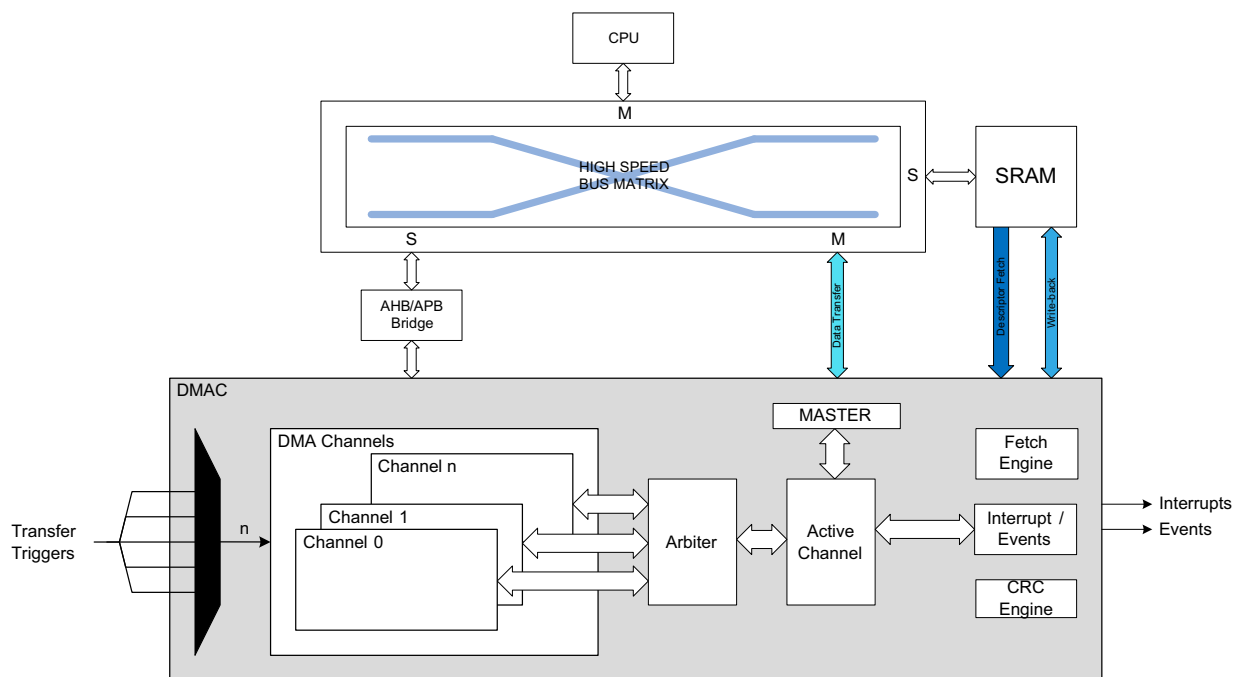 CPU
M
HIGH SPEED
BUS MATRIX
S
SRAM
S
M
AHB/APB
Bridge
Data Transfer
Descriptor Fetch
Write-back
DMAC
MASTER
DMA Channels
Channel n
Channel 1
Channel 0
Transfer
Triggers
n
Arbiter
Active
Channel
Fetch
Engine
Interrupt /
Events
CRC
Engine
Interrupts
Events